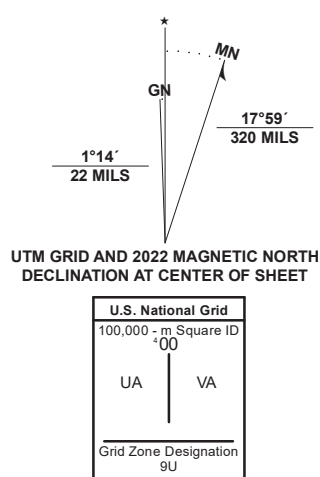 ★
MN
GN
1°14´
22 MILS
17°59´
320 MILS
UTM GRID AND 2022 MAGNETIC NORTH
DECLINATION AT CENTER OF SHEET
U.S. National Grid
100,000 - m Square ID
⁴00
UA VA
Grid Zone Designation
9U